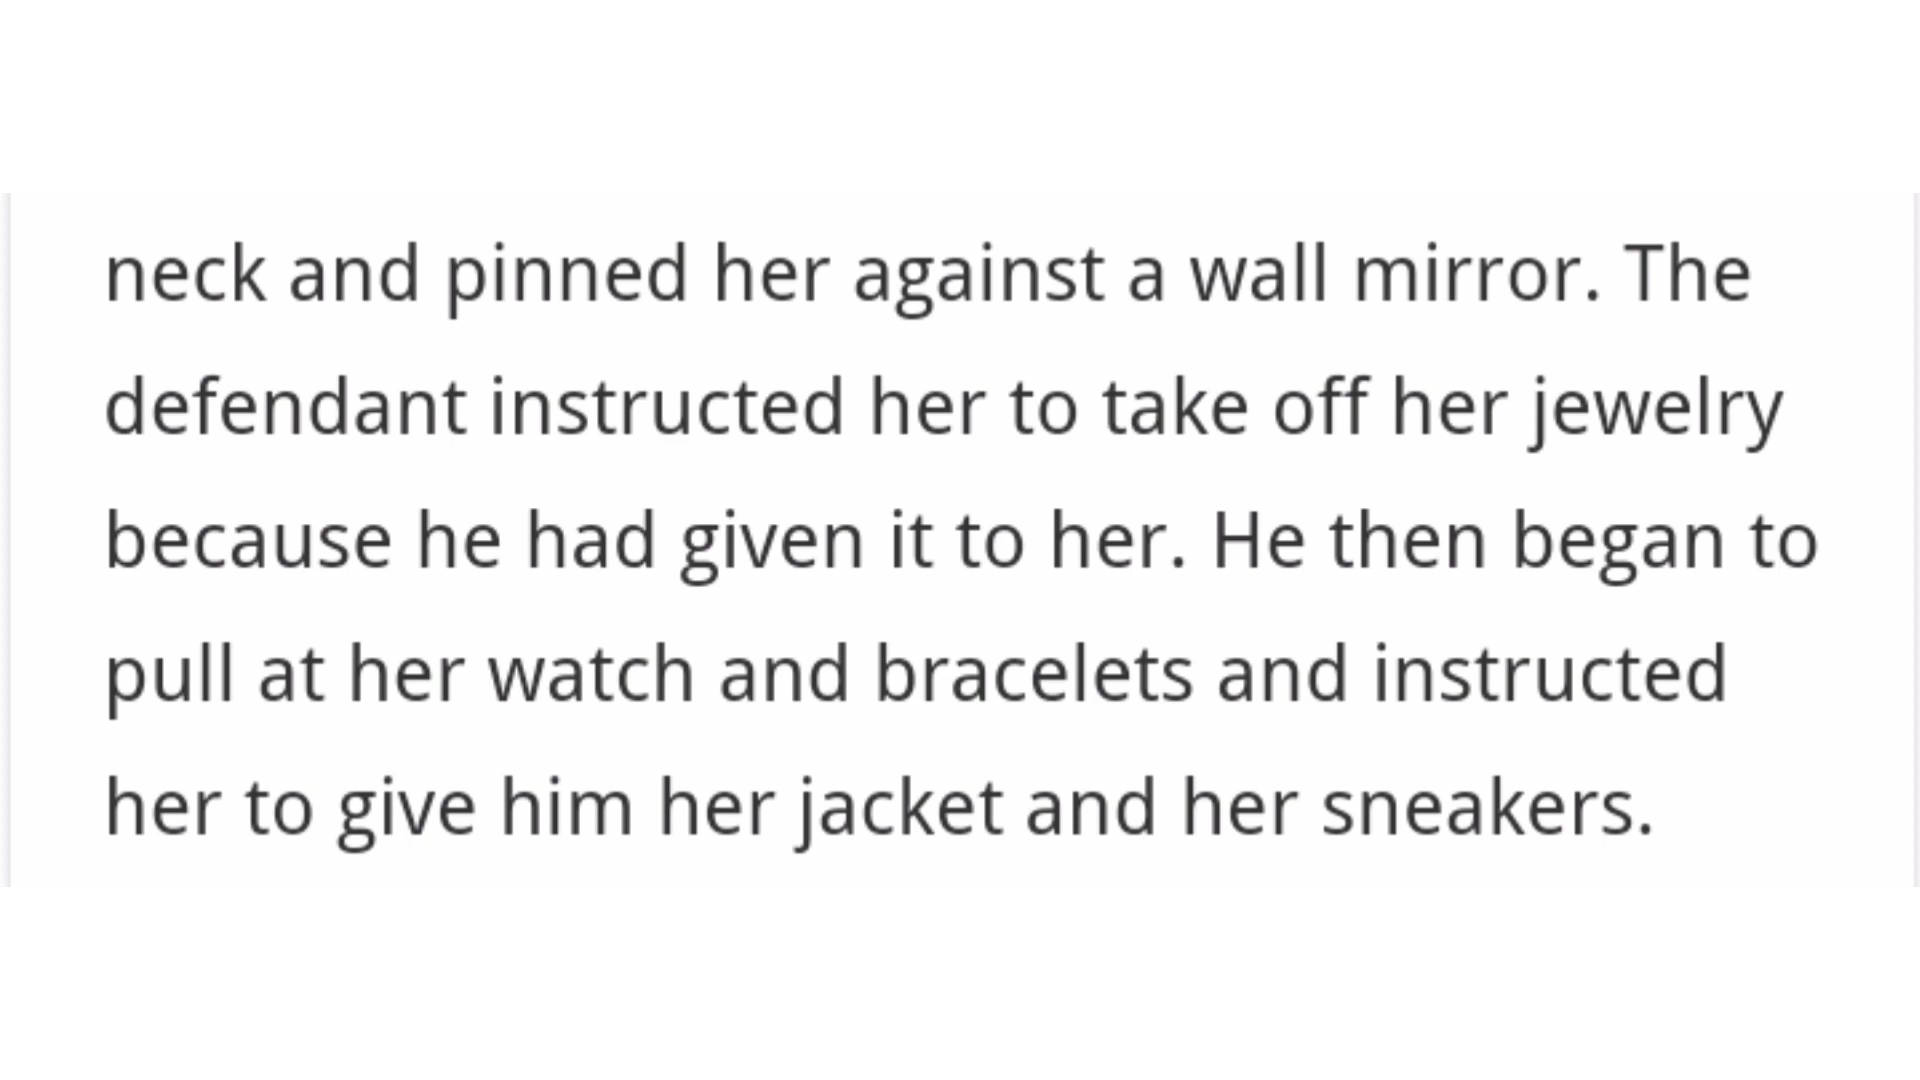 neck and pinned her against a wall mirror. The
defendant instructed her to take off her jewelry
because he had given it to her. He then began to
pull at her watch and bracelets and instructed
her to give him her jacket and her sneakers.